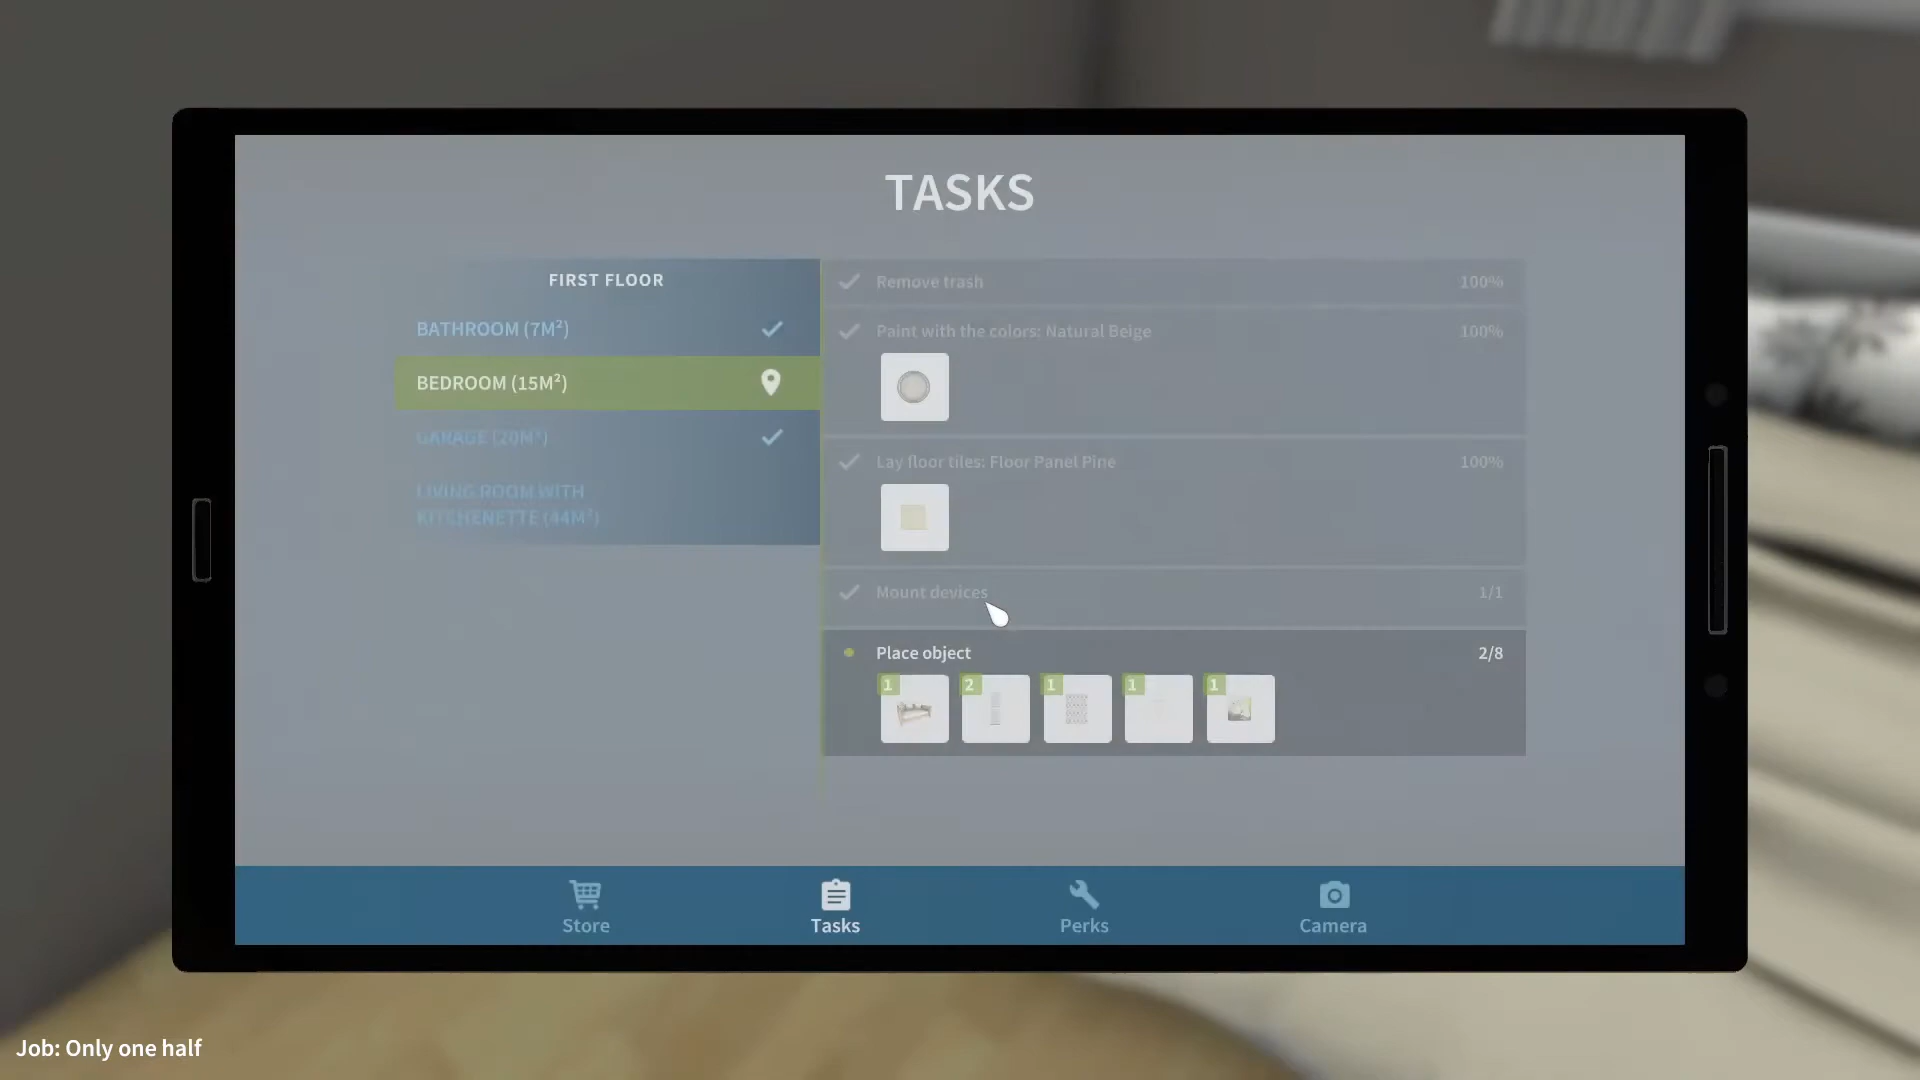 TASKS
FIRST FLOOR
BATHROOM (7M²)
BEDROOM (15M²)
GARAGE (20M²)
LIVING ROOM WITH
KITCHENETTE (44M²)
Remove trash 100%
Paint with the colors: Natural Beige 100%
Lay floor tiles: Floor Panel Pine 100%
Mount devices 1/1
Place object 2/8
1 2 1 1 1
Store Tasks Perks Camera
Job: Only one half